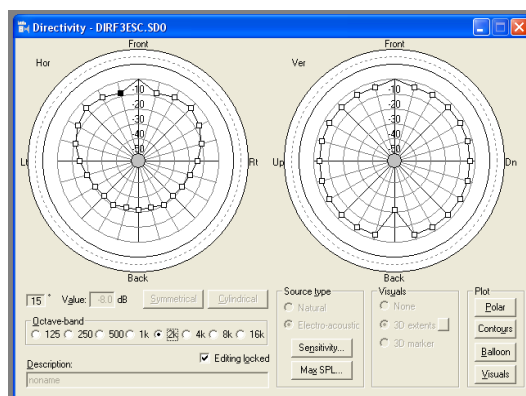 Directivity - DIRF3ESC.SD0
Front
Front
Hor
Ver
-10
-20
-30
-40
-50
-10
-20
-30
-40
-50
Lt
Rt
Up
Dn
Back
Back
15 ° Value: -8.0 dB Symmetrical Cylindrical
Octave-band
125 250 500 1k 2k 4k 8k 16k
Editing locked
Description:
noname
Source type
Natural
Electro-acoustic
Sensitivity...
Max SPL...
Visuals
None
3D extents
3D marker
Plot
Polar
Contours
Balloon
Visuals